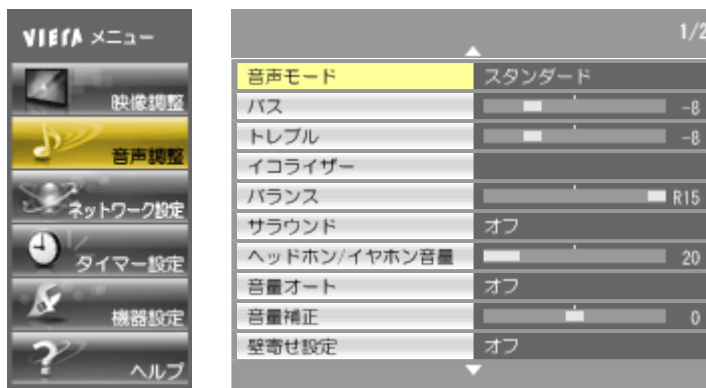 VIERA メニュー
映像調整
音声調整
ネットワーク設定
タイマー設定
機器設定
ヘルプ
1/2
音声モード スタンダード
バス -8
トレブル -8
イコライザー
バランス R15
サラウンド オフ
ヘッドホン/イヤホン音量 20
音量オート オフ
音量補正 0
壁寄せ設定 オフ